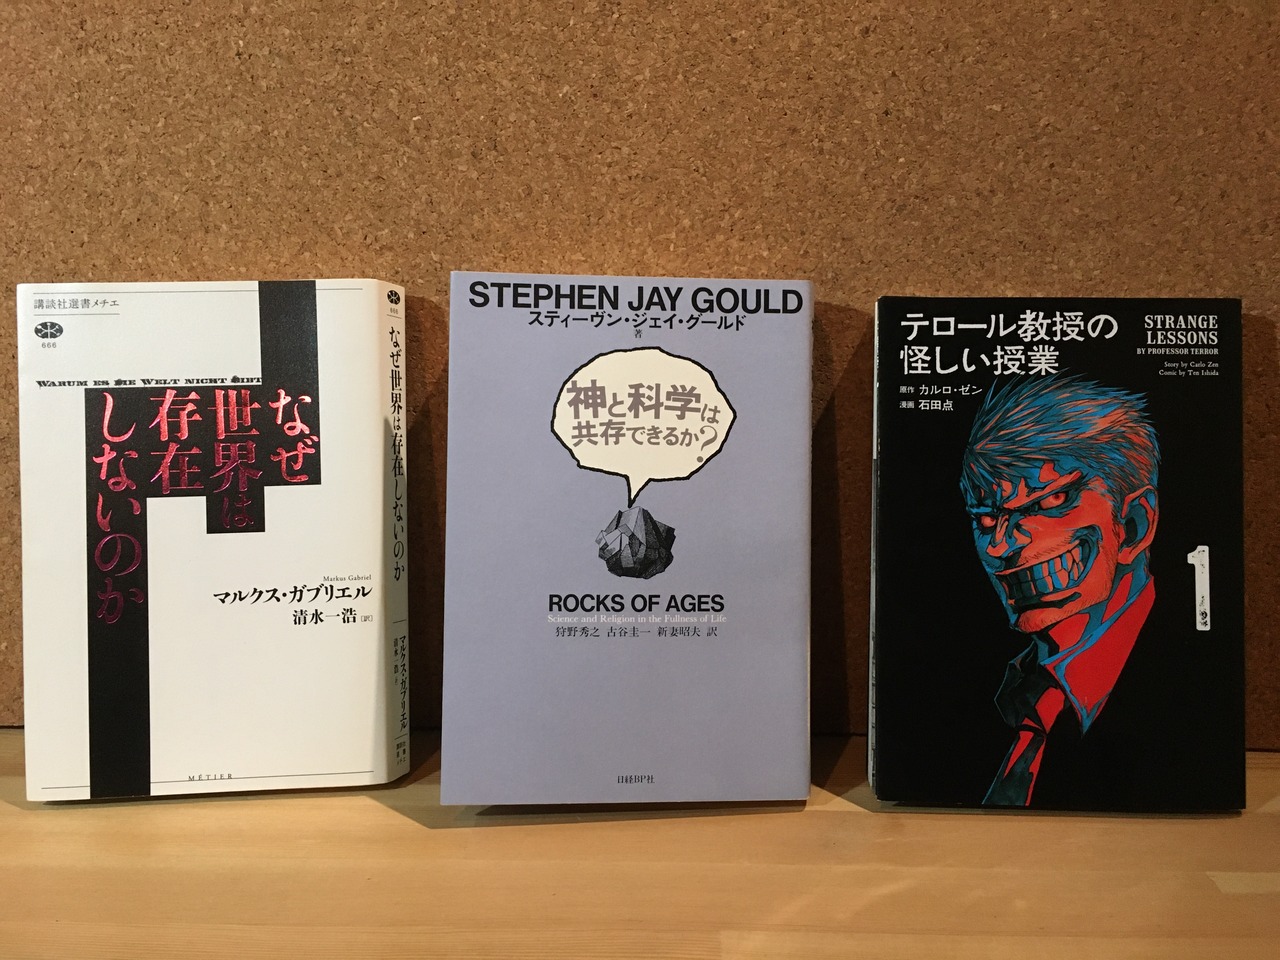 講談社選書メチエ
666
WARUM ES DIE WELT NICHT GIBT
なぜ
世界は
存在
しないのか
Markus Gabriel
マルクス・ガブリエル
清水一浩[訳]
MÉTIER
666
なぜ世界は存在しないのか
マルクス・ガブリエル
清水一浩
STEPHEN JAY GOULD
スティーヴン・ジェイ・グールド
著
神と科学は
共存できるか?
ROCKS OF AGES
Science and Religion in the Fullness of Life
狩野秀之 古谷圭一 新妻昭夫 訳
日経BP社
テロール教授の
怪しい授業
原作 カルロ・ゼン
漫画 石田点
STRANGE
LESSONS
BY PROFESSOR TERROR
Story by Carlo Zen
Comic by Ten Ishida
1